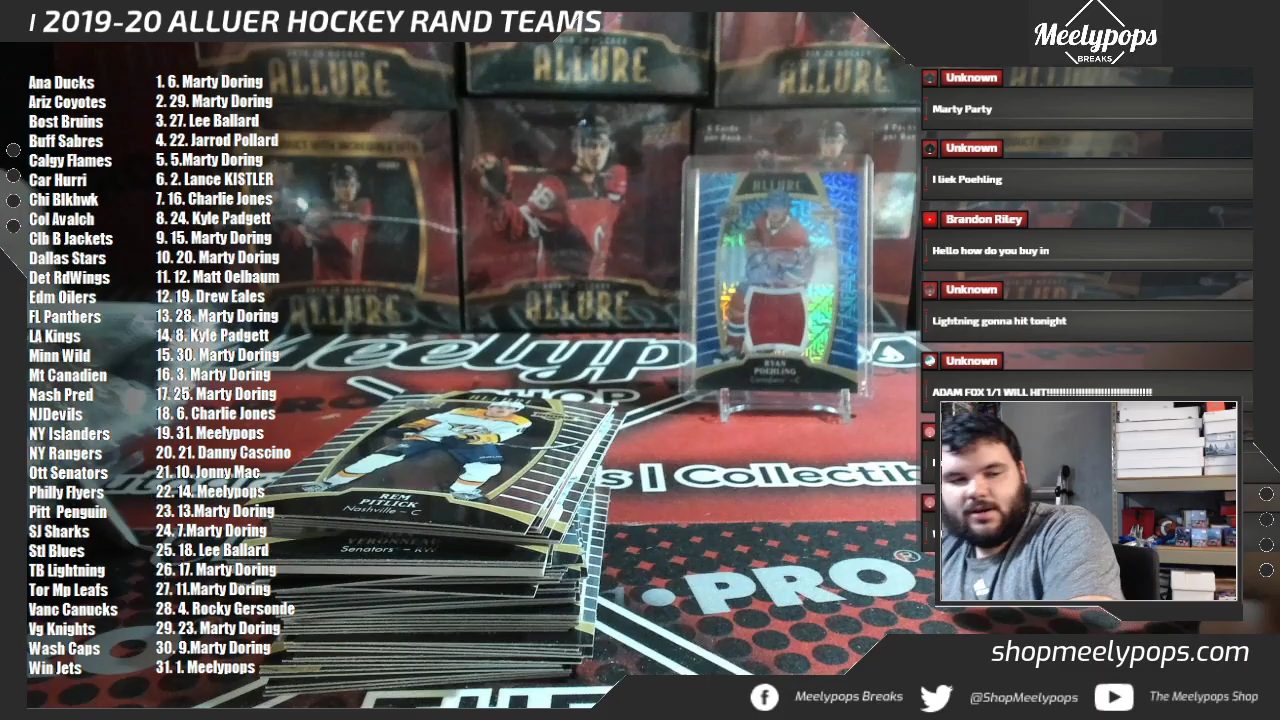 2019-20 ALLUER HOCKEY RAND TEAMS
Meelypops
BREAKS
Ana Ducks 1. 6. Marty Doring
Ariz Coyotes 2. 29. Marty Doring
Bost Bruins 3. 27. Lee Ballard
Buff Sabres 4. 22. Jarrod Pollard
Calgy Flames 5. 5.Marty Doring
Car Hurri 6. 2. Lance KISTLER
Chi Blkhwk 7. 16. Charlie Jones
Col Avalch 8. 24. Kyle Padgett
Clb B Jackets 9. 15. Marty Doring
Dallas Stars 10. 20. Marty Doring
Det RdWings 11. 12. Matt Oelbaum
Edm Oilers 12. 19. Drew Eales
FL Panthers 13. 28. Marty Doring
LA Kings 14. 8. Kyle Padgett
Minn Wild 15. 30. Marty Doring
Mt Canadien 16. 3. Marty Doring
Nash Pred 17. 25. Marty Doring
NJDevils 18. 6. Charlie Jones
NY Islanders 19. 31. Meelypops
NY Rangers 20. 21. Danny Cascino
Ott Senators 21. 10. Jonny Mac
Philly Flyers 22. 14. Meelypops
Pitt Penguin 23. 13.Marty Doring
SJ Sharks 24. 7.Marty Doring
Stl Blues 25. 18. Lee Ballard
TB Lightning 26. 17. Marty Doring
Tor Mp Leafs 27. 11.Marty Doring
Vanc Canucks 28. 4. Rocky Gersonde
Vg Knights 29. 23. Marty Doring
Wash Caps 30. 9.Marty Doring
Win Jets 31. 1. Meelypops
ALLURE
ALLURE
ALLURE
ALLURE
ALLURE
ALLURE
RYAN
POEHLING
Canadiens - C
Meelyp
PRO
REM
PITLICK
Nashville - C
VERONNEAU
Senators - RW
Unknown
Marty Party
Unknown
I liek Poehling
Brandon Riley
Hello how do you buy in
Unknown
Lightning gonna hit tonight
Unknown
ADAM FOX 1/1 WILL HIT!!!!!!!!!!!!!!!!!!!!!!!!!!!!!!
shopmeelypops.com
Meelypops Breaks
@ShopMeelypops
The Meelypops Shop